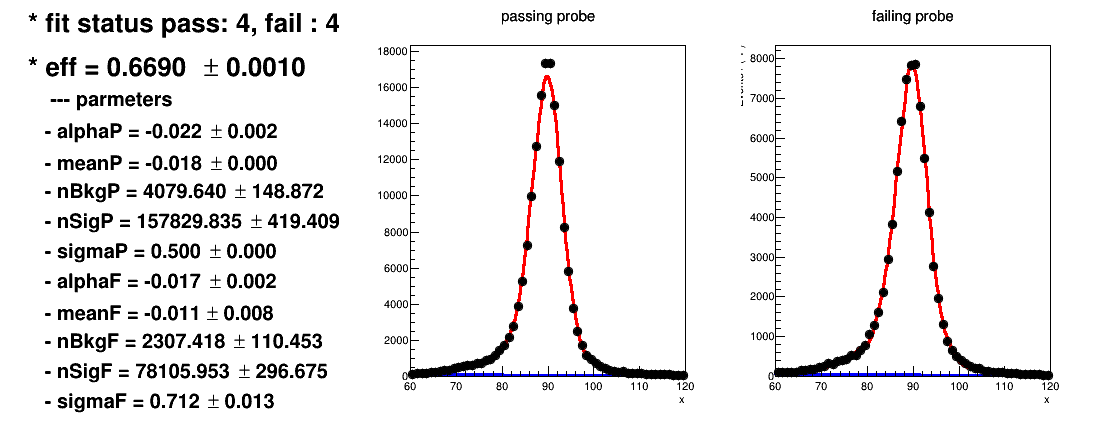 * fit status pass: 4, fail : 4
* eff = 0.6690 ± 0.0010
--- parmeters
- alphaP = -0.022 ± 0.002
- meanP = -0.018 ± 0.000
- nBkgP = 4079.640 ± 148.872
- nSigP = 157829.835 ± 419.409
- sigmaP = 0.500 ± 0.000
- alphaF = -0.017 ± 0.002
- meanF = -0.011 ± 0.008
- nBkgF = 2307.418 ± 110.453
- nSigF = 78105.953 ± 296.675
- sigmaF = 0.712 ± 0.013
passing probe
18000
16000
14000
12000
10000
8000
6000
4000
2000
0
60 70 80 90 100 110 120
x
failing probe
8000
7000
6000
5000
4000
3000
2000
1000
0
60 70 80 90 100 110 120
x